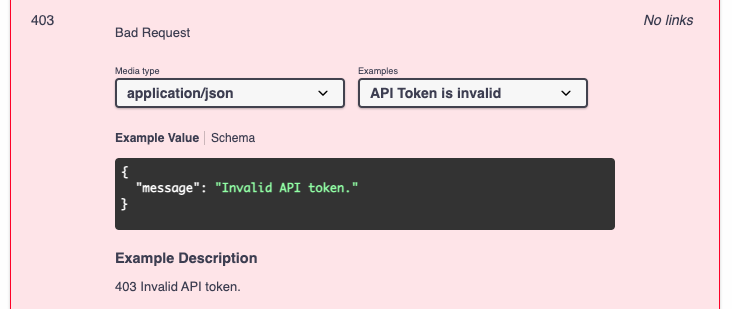 403 No links
Bad Request
Media type Examples
application/json API Token is invalid
Example Value Schema
{
"message": "Invalid API token."
}
Example Description
403 Invalid API token.